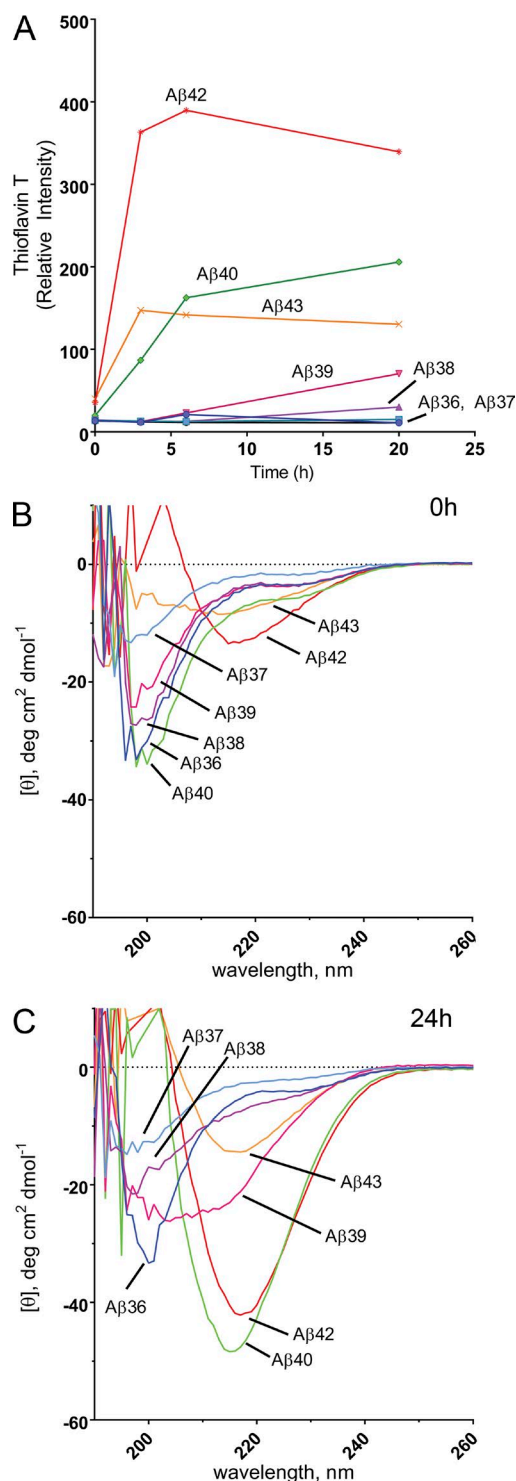 A
500
400
300
200
100
0
Thioflavin T
(Relative Intensity)
Aβ42
Aβ40
Aβ43
Aβ39
Aβ38
Aβ36, Aβ37
0 5 10 15 20 25
Time (h)
B
0h
0
-20
-40
-60
[θ], deg cm² dmol⁻¹
Aβ43
Aβ42
Aβ37
Aβ39
Aβ38
Aβ36
Aβ40
200 220 240 260
wavelength, nm
C
24h
0
-20
-40
-60
[θ], deg cm² dmol⁻¹
Aβ37
Aβ38
Aβ43
Aβ39
Aβ36
Aβ42
Aβ40
200 220 240 260
wavelength, nm